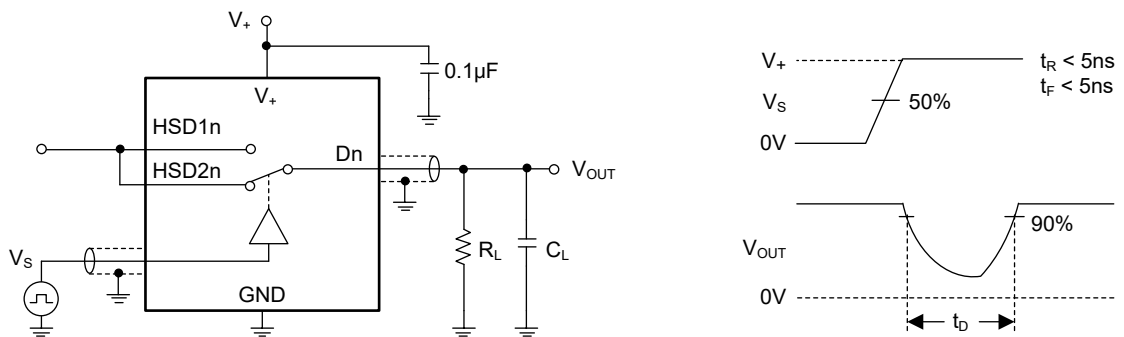 V+
0.1µF
V+
HSD1n
HSD2n
Dn
VOUT
VS
RL
CL
GND
V+
tR < 5ns
tF < 5ns
VS
50%
0V
90%
VOUT
0V
tD